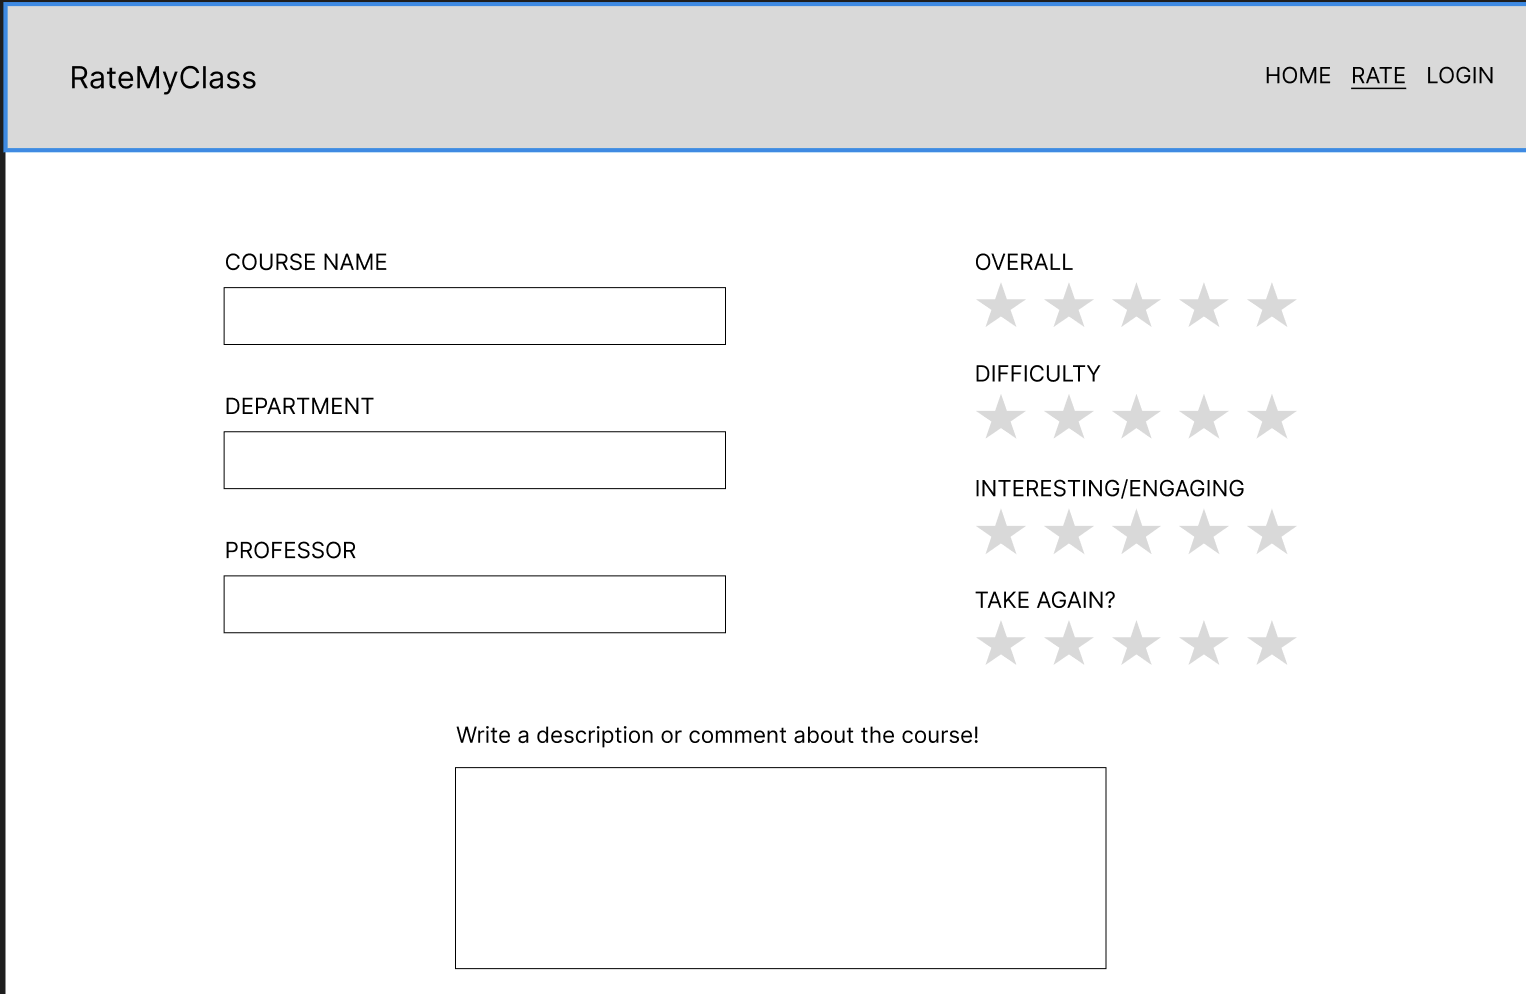 RateMyClass
HOME RATE LOGIN
COURSE NAME
DEPARTMENT
PROFESSOR
OVERALL
DIFFICULTY
INTERESTING/ENGAGING
TAKE AGAIN?
Write a description or comment about the course!